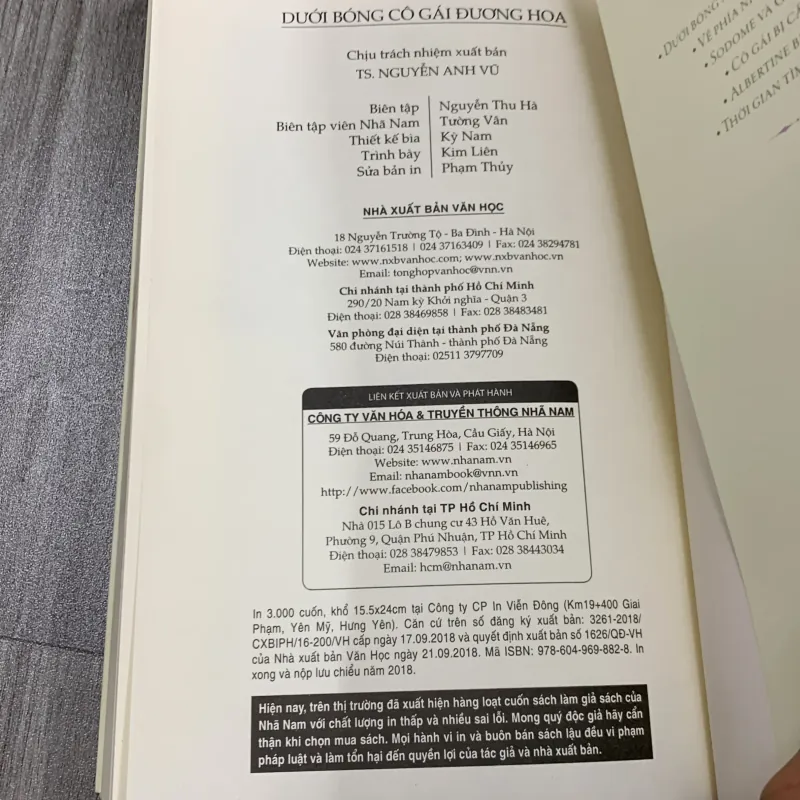 DƯỚI BÓNG CÔ GÁI ĐƯƠNG HOA
Chịu trách nhiệm xuất bản
TS. NGUYỄN ANH VŨ
Biên tập Nguyễn Thu Hà
Biên tập viên Nhã Nam Tường Vân
Thiết kế bìa Kỳ Nam
Trình bày Kim Liên
Sửa bản in Phạm Thủy
NHÀ XUẤT BẢN VĂN HỌC
18 Nguyễn Trường Tộ - Ba Đình - Hà Nội
Điện thoại: 024 37161518 | 024 37163409 | Fax: 024 38294781
Website: www.nxbvanhoc.com; www.nxbvanhoc.vn
Email: tonghopvanhoc@vnn.vn
Chi nhánh tại thành phố Hồ Chí Minh
290/20 Nam kỳ Khởi nghĩa - Quận 3
Điện thoại: 028 38469858 | Fax: 028 38483481
Văn phòng đại diện tại thành phố Đà Nẵng
580 đường Núi Thành - thành phố Đà Nẵng
Điện thoại: 02511 3797709
LIÊN KẾT XUẤT BẢN VÀ PHÁT HÀNH
CÔNG TY VĂN HÓA & TRUYỀN THÔNG NHÃ NAM
59 Đỗ Quang, Trung Hòa, Cầu Giấy, Hà Nội
Điện thoại: 024 35146875 | Fax: 024 35146965
Website: www.nhanam.vn
Email: nhanambook@vnn.vn
http://www.facebook.com/nhanampublishing
Chi nhánh tại TP Hồ Chí Minh
Nhà 015 Lô B chung cư 43 Hồ Văn Huê,
Phường 9, Quận Phú Nhuận, TP Hồ Chí Minh
Điện thoại: 028 38479853 | Fax: 028 38443034
Email: hcm@nhanam.vn
In 3.000 cuốn, khổ 15.5x24cm tại Công ty CP In Viễn Đông (Km19+400 Giai
Phạm, Yên Mỹ, Hưng Yên). Căn cứ trên số đăng ký xuất bản: 3261-2018/
CXBIPH/16-200/VH cấp ngày 17.09.2018 và quyết định xuất bản số 1626/QĐ-VH
của Nhà xuất bản Văn Học ngày 21.09.2018. Mã ISBN: 978-604-969-882-8. In
xong và nộp lưu chiểu năm 2018.
Hiện nay, trên thị trường đã xuất hiện hàng loạt cuốn sách làm giả sách của
Nhã Nam với chất lượng in thấp và nhiều sai lỗi. Mong quý độc giả hãy cẩn
thận khi chọn mua sách. Mọi hành vi in và buôn bán sách lậu đều vi phạm
pháp luật và làm tổn hại đến quyền lợi của tác giả và nhà xuất bản.
• DƯỚI BÓNG
• VỀ PHÍA
• SODOME VÀ
• CÔ GÁI BỊ
• ALBERTINE
• THỜI GIAN